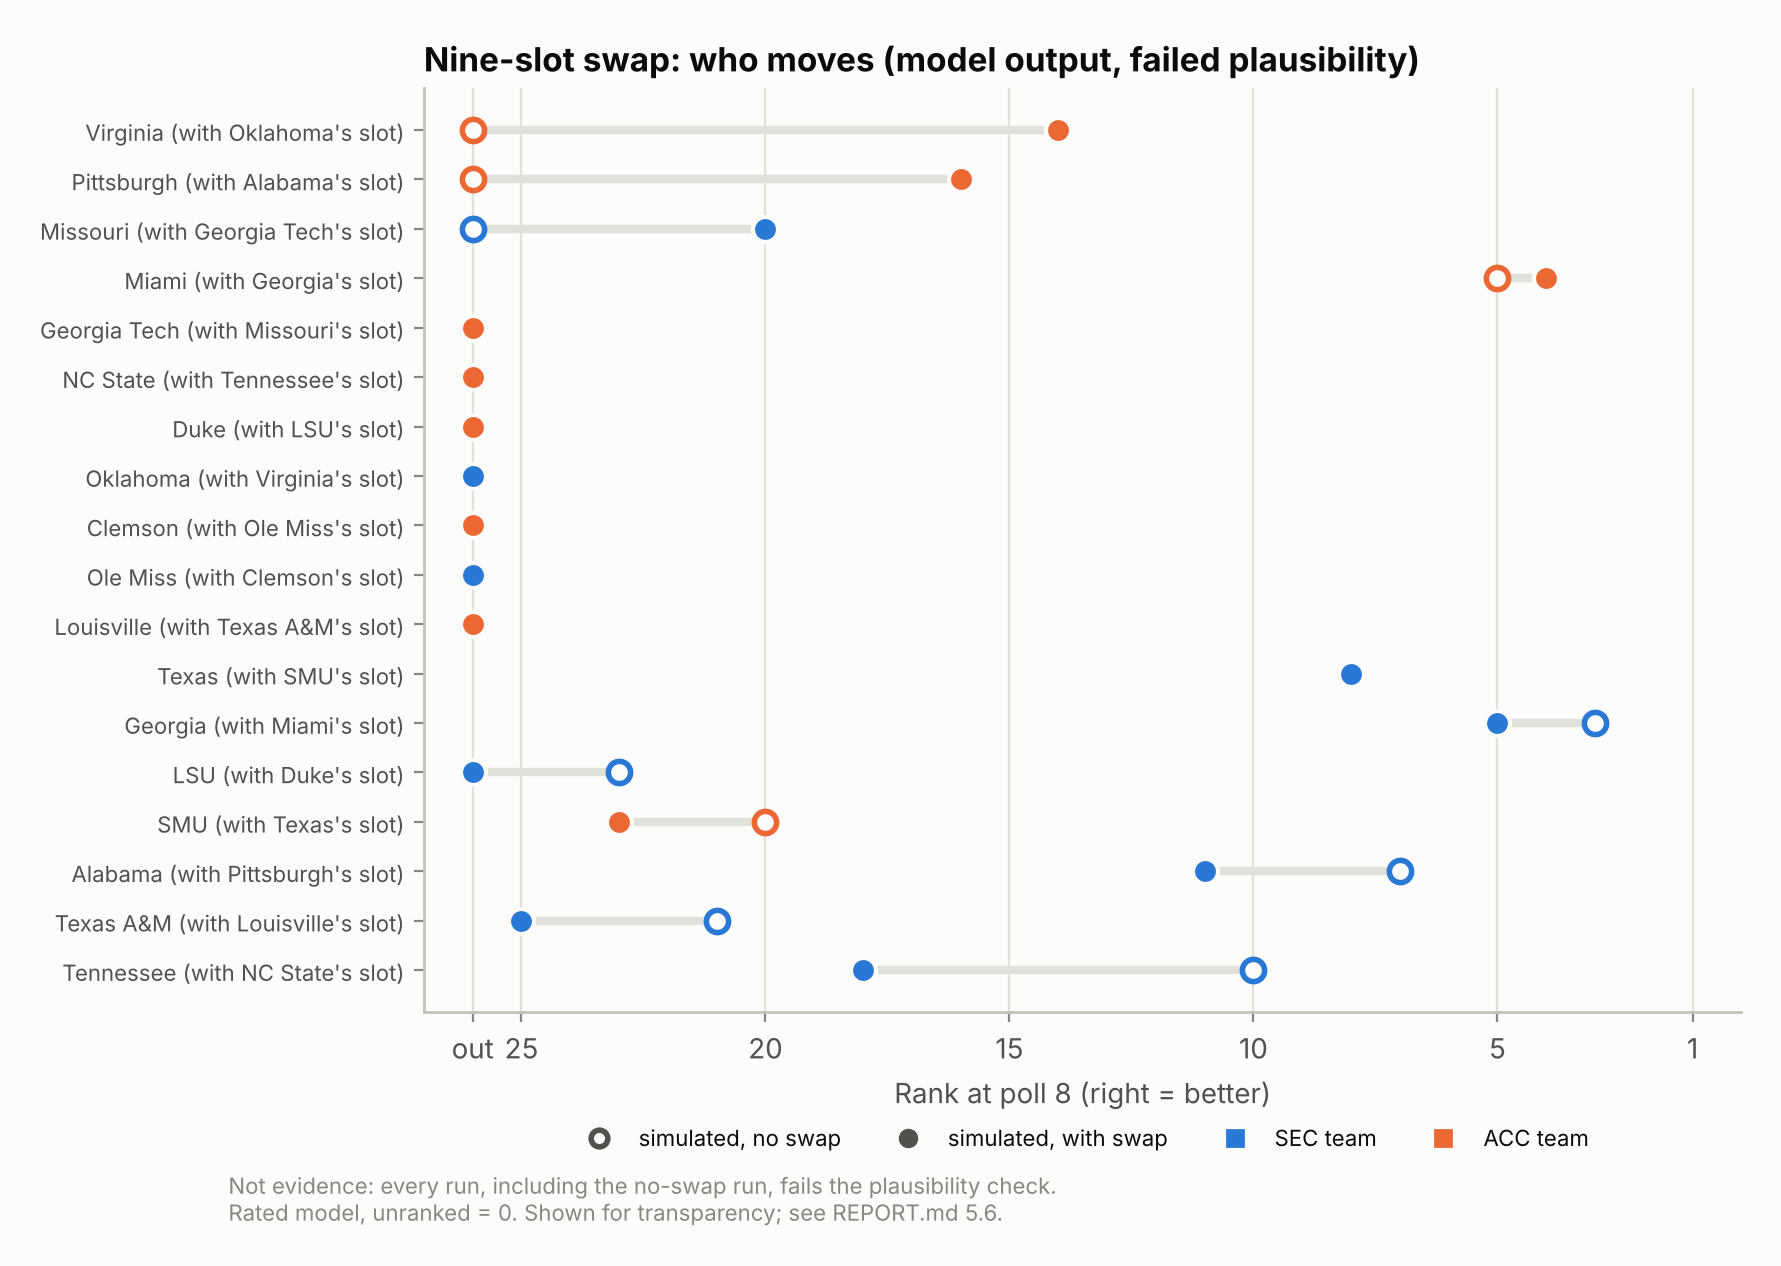 Nine-slot swap: who moves (model output, failed plausibility)
Virginia (with Oklahoma's slot)
Pittsburgh (with Alabama's slot)
Missouri (with Georgia Tech's slot)
Miami (with Georgia's slot)
Georgia Tech (with Missouri's slot)
NC State (with Tennessee's slot)
Duke (with LSU's slot)
Oklahoma (with Virginia's slot)
Clemson (with Ole Miss's slot)
Ole Miss (with Clemson's slot)
Louisville (with Texas A&M's slot)
Texas (with SMU's slot)
Georgia (with Miami's slot)
LSU (with Duke's slot)
SMU (with Texas's slot)
Alabama (with Pittsburgh's slot)
Texas A&M (with Louisville's slot)
Tennessee (with NC State's slot)
out 25 20 15 10 5 1
Rank at poll 8 (right = better)
simulated, no swap simulated, with swap SEC team ACC team
Not evidence: every run, including the no-swap run, fails the plausibility check.
Rated model, unranked = 0. Shown for transparency; see REPORT.md 5.6.